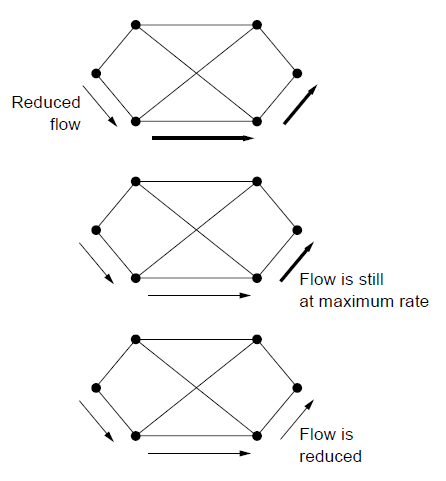 Reduced
flow
Flow is still
at maximum rate
Flow is
reduced